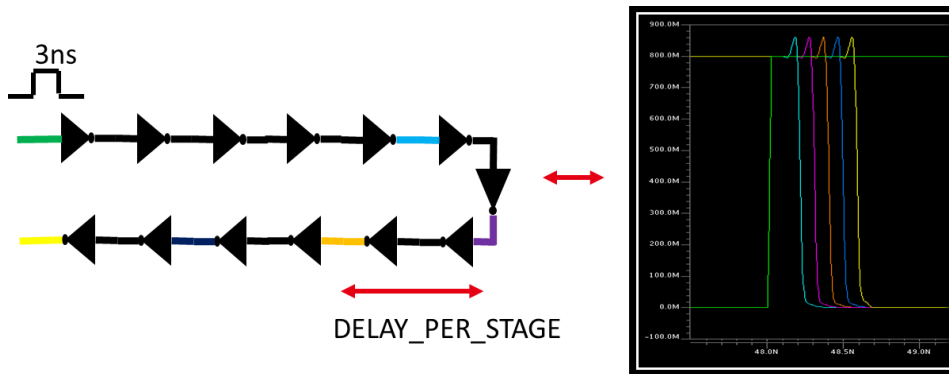 3ns
DELAY_PER_STAGE
900.0M
800.0M
700.0M
600.0M
500.0M
400.0M
300.0M
200.0M
100.0M
0.0M
-100.0M
48.0N
48.5N
49.0N